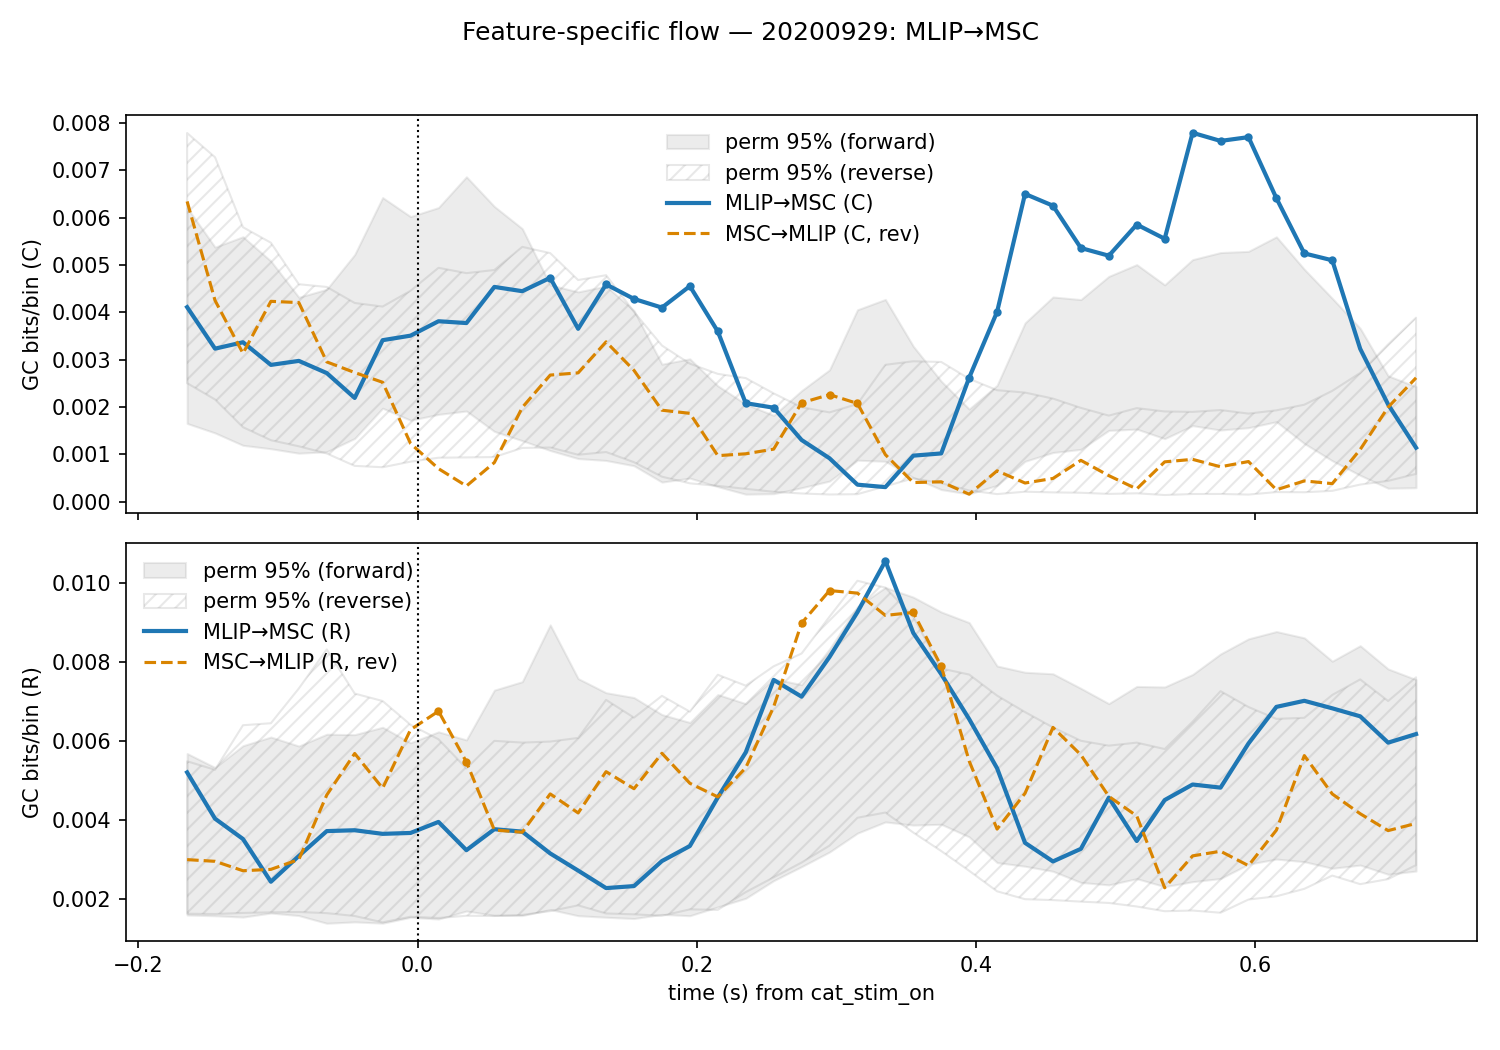 Feature-specific flow — 20200929: MLIP→MSC
GC bits/bin (C)
0.008
0.007
0.006
0.005
0.004
0.003
0.002
0.001
0.000
perm 95% (forward)
perm 95% (reverse)
MLIP→MSC (C)
MSC→MLIP (C, rev)
GC bits/bin (R)
0.010
0.008
0.006
0.004
0.002
perm 95% (forward)
perm 95% (reverse)
MLIP→MSC (R)
MSC→MLIP (R, rev)
−0.2
0.0
0.2
0.4
0.6
time (s) from cat_stim_on